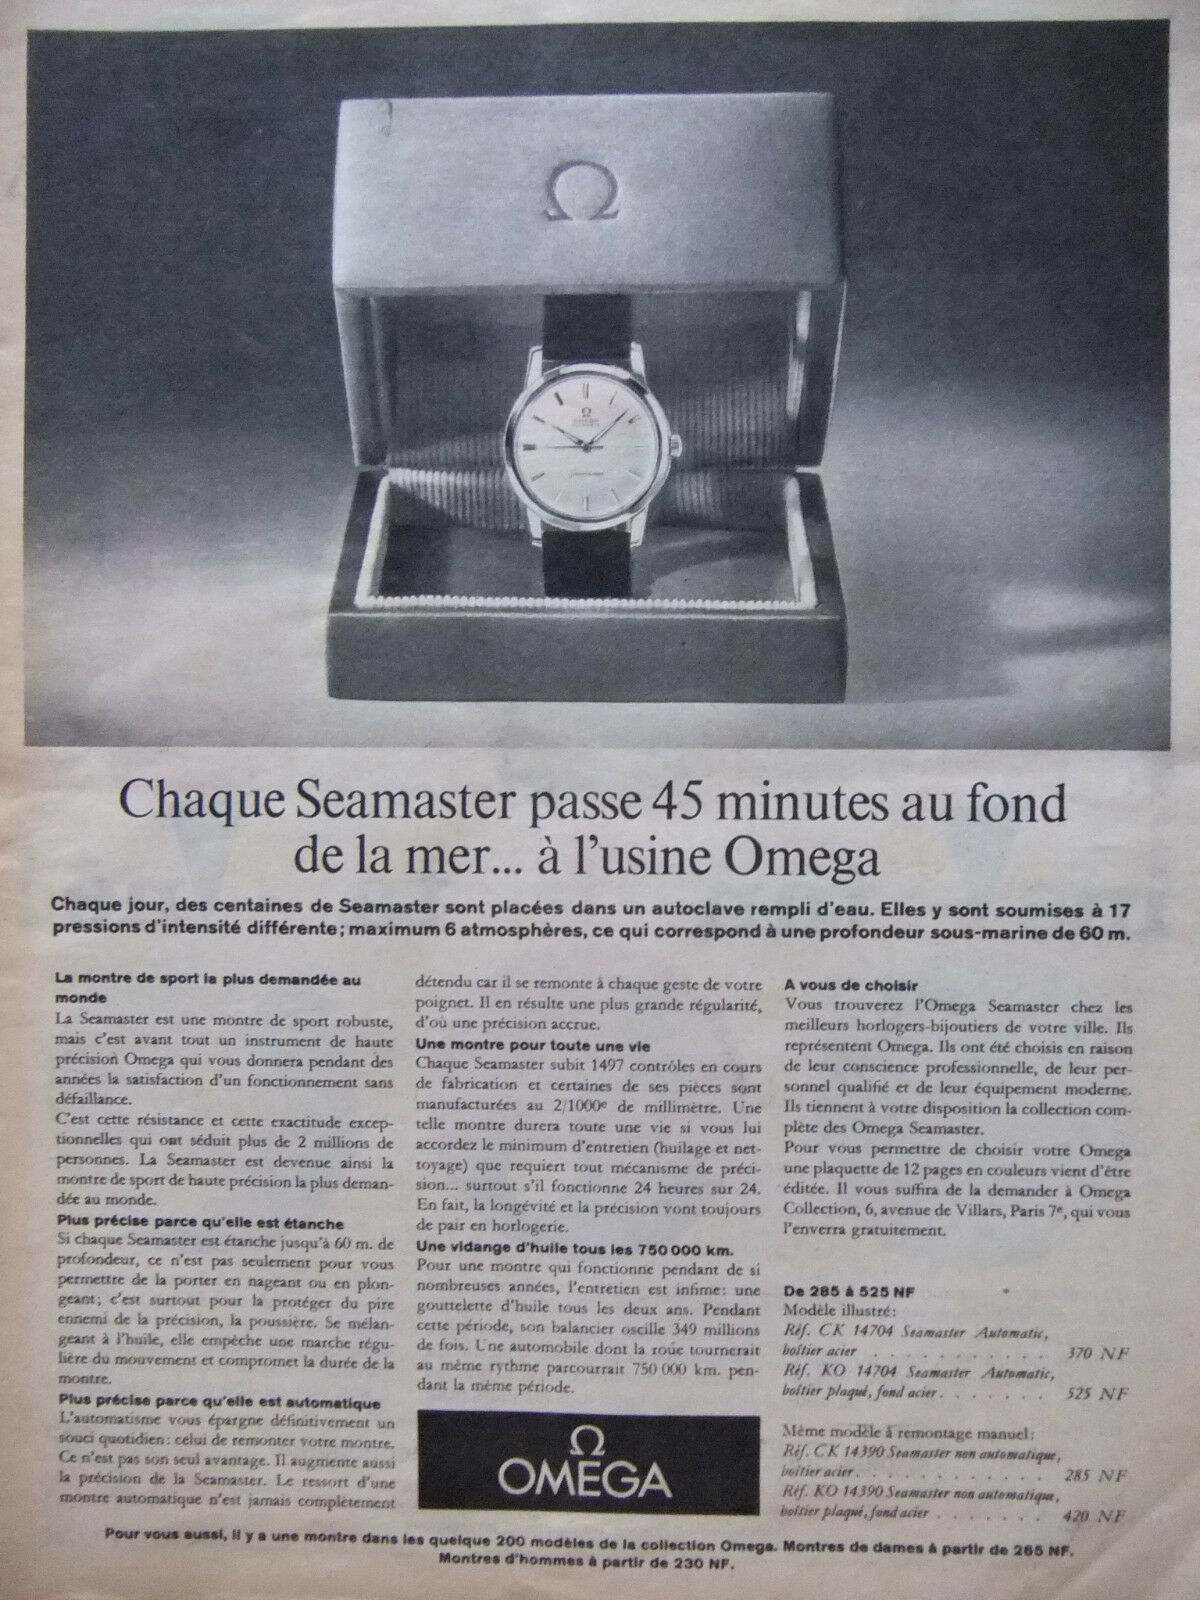 Ω
Ω
OMEGA
Seamaster
Chaque Seamaster passe 45 minutes au fond
de la mer... à l'usine Omega
Chaque jour, des centaines de Seamaster sont placées dans un autoclave rempli d'eau. Elles y sont soumises à 17
pressions d'intensité différente; maximum 6 atmosphères, ce qui correspond à une profondeur sous-marine de 60 m.
La montre de sport la plus demandée au
monde
La Seamaster est une montre de sport robuste,
mais c'est avant tout un instrument de haute
précision Omega qui vous donnera pendant des
années la satisfaction d'un fonctionnement sans
défaillance.
C'est cette résistance et cette exactitude excep-
tionnelles qui ont séduit plus de 2 millions de
personnes. La Seamaster est devenue ainsi la
montre de sport de haute précision la plus deman-
dée au monde.
Plus précise parce qu'elle est étanche
Si chaque Seamaster est étanche jusqu'à 60 m. de
profondeur, ce n'est pas seulement pour vous
permettre de la porter en nageant ou en plon-
geant; c'est surtout pour la protéger du pire
ennemi de la précision, la poussière. Se mélan-
geant à l'huile, elle empêche une marche régu-
lière du mouvement et compromet la durée de la
montre.
Plus précise parce qu'elle est automatique
L'automatisme vous épargne définitivement un
souci quotidien: celui de remonter votre montre.
Ce n'est pas son seul avantage. Il augmente aussi
la précision de la Seamaster. Le ressort d'une
montre automatique n'est jamais complètement
détendu car il se remonte à chaque geste de votre
poignet. Il en résulte une plus grande régularité,
d'où une précision accrue.
Une montre pour toute une vie
Chaque Seamaster subit 1497 contrôles en cours
de fabrication et certaines de ses pièces sont
manufacturées au 2/1000e de millimètre. Une
telle montre durera toute une vie si vous lui
accordez le minimum d'entretien (huilage et net-
toyage) que requiert tout mécanisme de préci-
sion... surtout s'il fonctionne 24 heures sur 24.
En fait, la longévité et la précision vont toujours
de pair en horlogerie.
Une vidange d'huile tous les 750 000 km.
Pour une montre qui fonctionne pendant de si
nombreuses années, l'entretien est infime: une
gouttelette d'huile tous les deux ans. Pendant
cette période, son balancier oscille 349 millions
de fois. Une automobile dont la roue tournerait
au même rythme parcourrait 750 000 km. pen-
dant la même période.
Ω
OMEGA
A vous de choisir
Vous trouverez l'Omega Seamaster chez les
meilleurs horlogers-bijoutiers de votre ville. Ils
représentent Omega. Ils ont été choisis en raison
de leur conscience professionnelle, de leur per-
sonnel qualifié et de leur équipement moderne.
Ils tiennent à votre disposition la collection com-
plète des Omega Seamaster.
Pour vous permettre de choisir votre Omega
une plaquette de 12 pages en couleurs vient d'être
éditée. Il vous suffira de la demander à Omega
Collection, 6, avenue de Villars, Paris 7e, qui vous
l'enverra gratuitement.
De 285 à 525 NF
Modèle illustré:
Réf. CK 14704 Seamaster Automatic,
boîtier acier . . . . . . . . . . . 370 NF
Réf. KO 14704 Seamaster Automatic,
boîtier plaqué, fond acier . . . . . . . 525 NF
Même modèle à remontage manuel:
Réf. CK 14390 Seamaster non automatique,
boîtier acier . . . . . . . . . . . . 285 NF
Réf. KO 14390 Seamaster non automatique,
boîtier plaqué, fond acier . . . . . . . 420 NF
Pour vous aussi, il y a une montre dans les quelque 200 modèles de la collection Omega. Montres de dames à partir de 265 NF.
Montres d'hommes à partir de 230 NF.